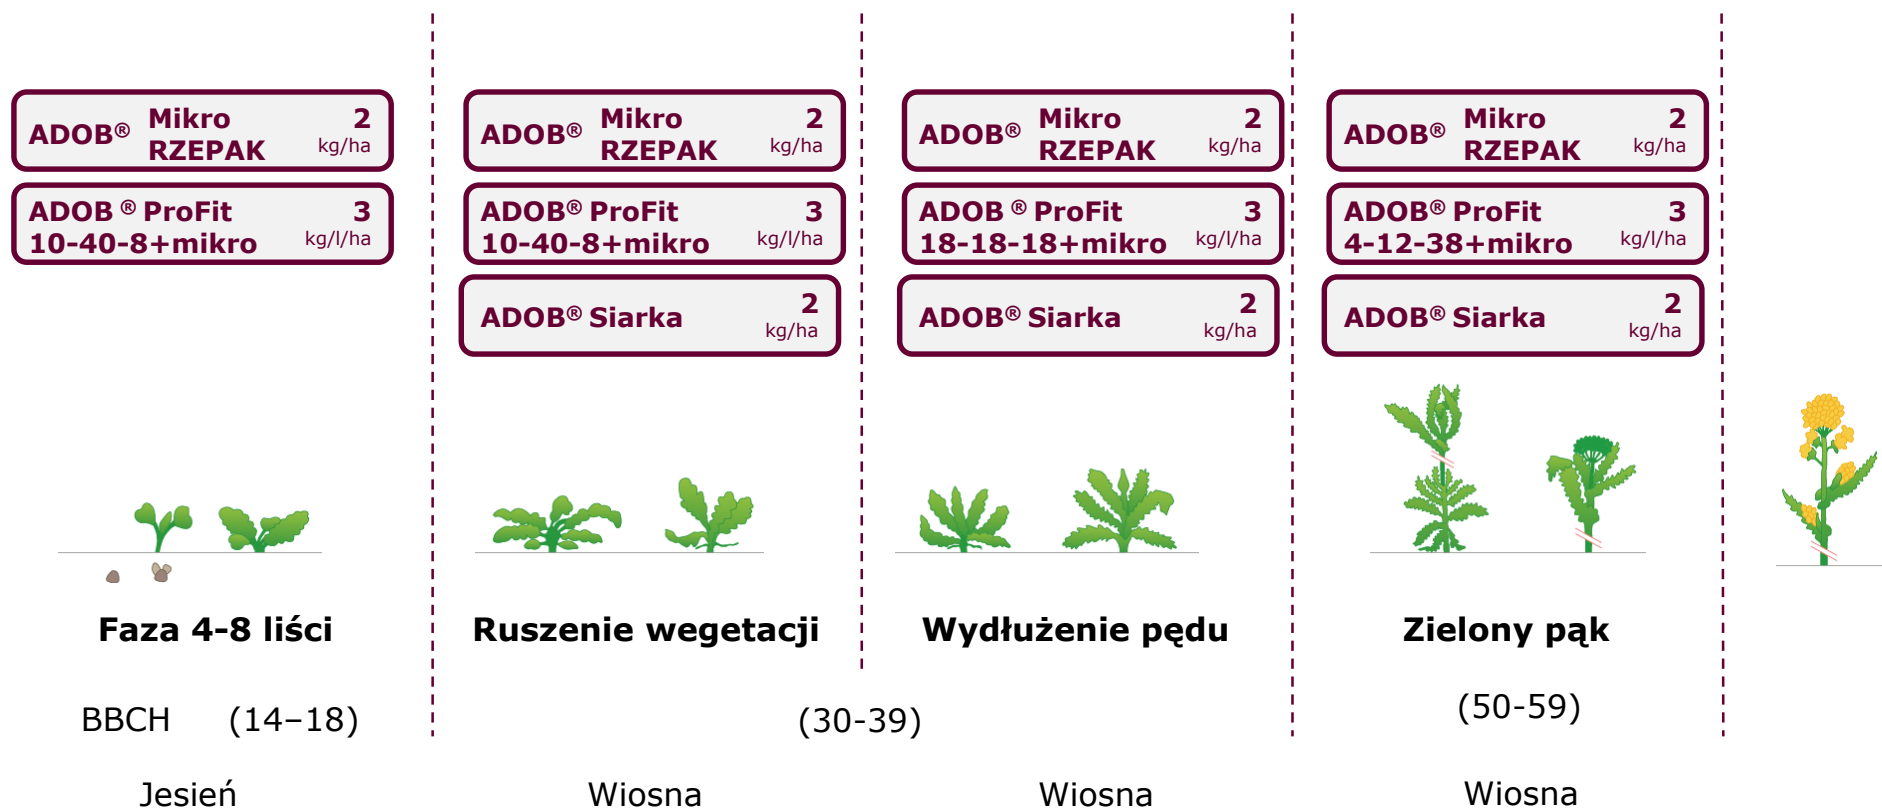 ADOB® Mikro RZEPAK 2 kg/ha
ADOB® ProFit 10-40-8+mikro 3 kg/l/ha
Faza 4-8 liści
BBCH (14–18)
Jesień
ADOB® Mikro RZEPAK 2 kg/ha
ADOB® ProFit 10-40-8+mikro 3 kg/l/ha
ADOB® Siarka 2 kg/ha
Ruszenie wegetacji
Wiosna
ADOB® Mikro RZEPAK 2 kg/ha
ADOB® ProFit 18-18-18+mikro 3 kg/l/ha
ADOB® Siarka 2 kg/ha
Wydłużenie pędu
(30-39)
Wiosna
ADOB® Mikro RZEPAK 2 kg/ha
ADOB® ProFit 4-12-38+mikro 3 kg/l/ha
ADOB® Siarka 2 kg/ha
Zielony pąk
(50-59)
Wiosna